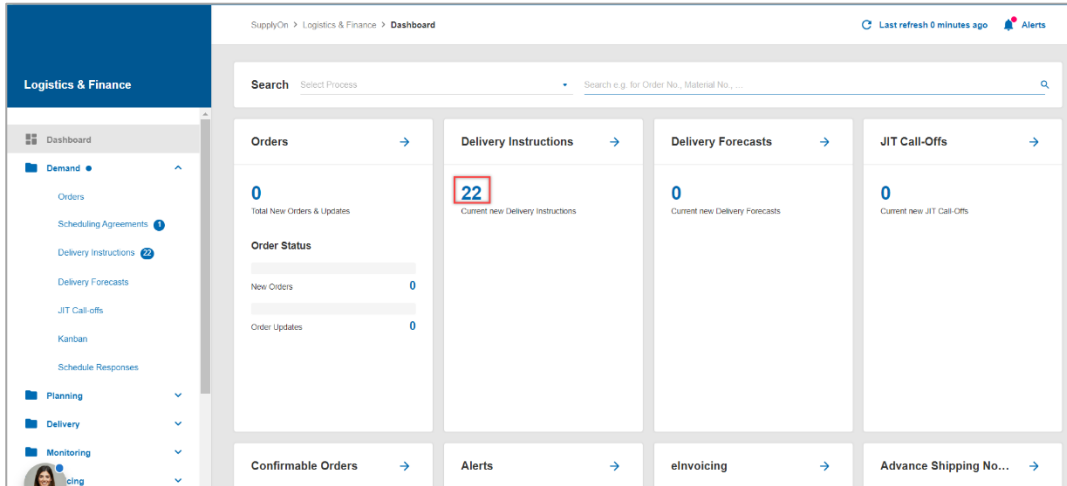 SupplyOn > Logistics & Finance > Dashboard
Last refresh 0 minutes ago
Alerts
Logistics & Finance
Search
Select Process
Search e.g. for Order No., Material No., ...
Dashboard
Demand
Orders
Scheduling Agreements 1
Delivery Instructions 22
Delivery Forecasts
JIT Call-offs
Kanban
Schedule Responses
Planning
Delivery
Monitoring
Orders
0
Total New Orders & Updates
Order Status
New Orders 0
Order Updates 0
Delivery Instructions
22
Current new Delivery Instructions
Delivery Forecasts
0
Current new Delivery Forecasts
JIT Call-Offs
0
Current new JIT Call-Offs
Confirmable Orders
Alerts
eInvoicing
Advance Shipping No...